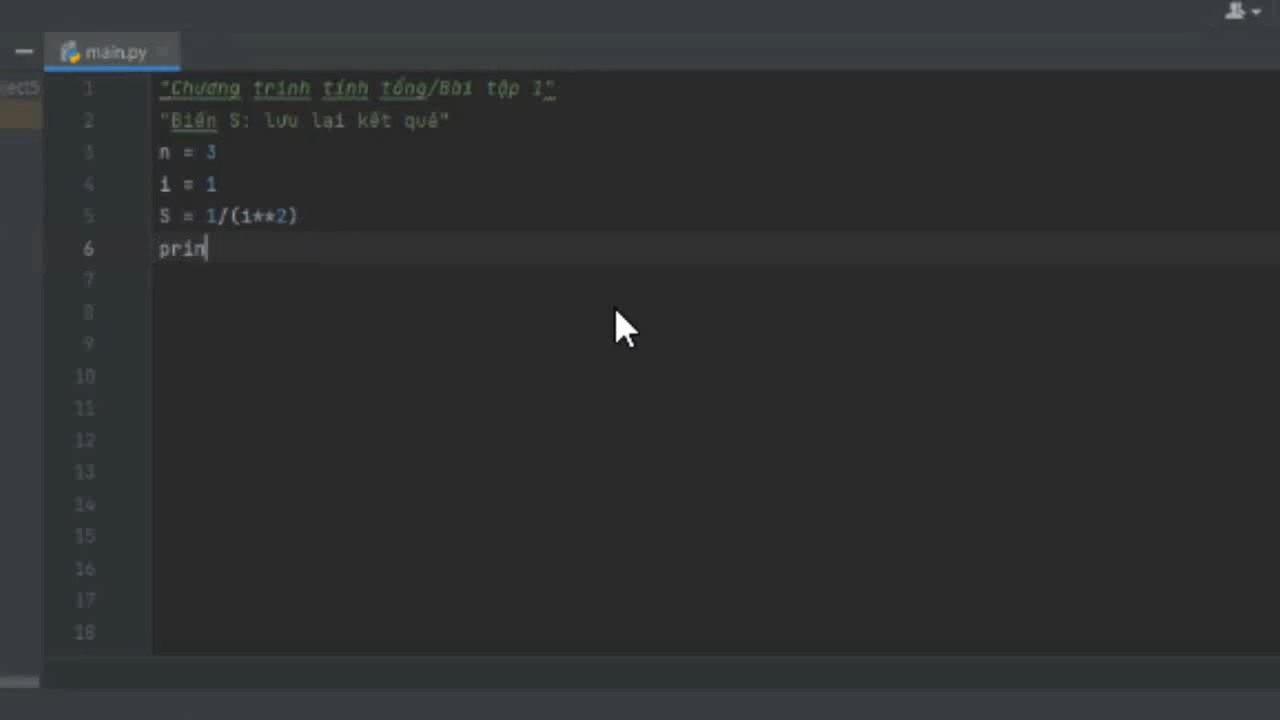 main.py
ect5
1 "Chương trình tính tổng/Bài tập 1"
2 "Biến S: lưu lại kết quả"
3 n = 3
4 i = 1
5 S = 1/(i**2)
6 prin
7
8
9
10
11
12
13
14
15
16
17
18